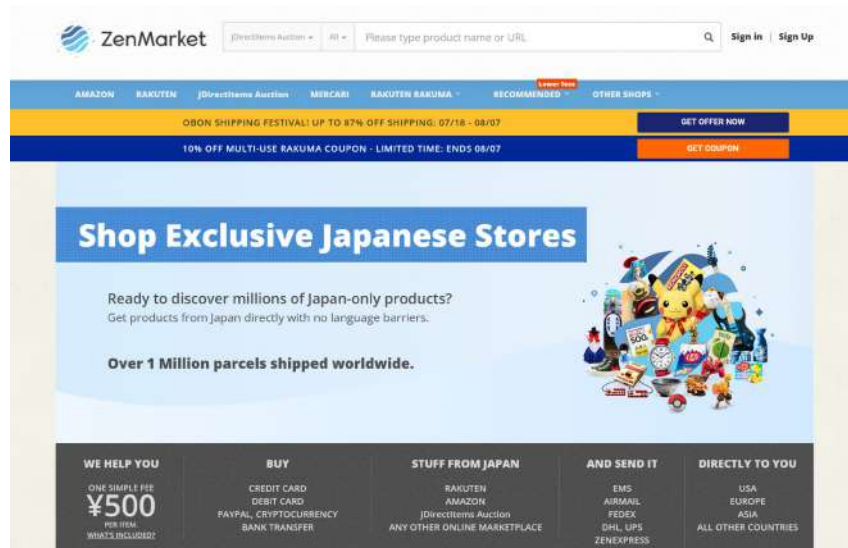 ZenMarket
JDirectItems Auction
All
Please type product name or URL
Sign in | Sign Up
Lower fees
AMAZON RAKUTEN JDirectItems Auction MERCARI RAKUTEN RAKUMA RECOMMENDED OTHER SHOPS
OBON SHIPPING FESTIVAL! UP TO 87% OFF SHIPPING: 07/18 - 08/07 GET OFFER NOW
10% OFF MULTI-USE RAKUMA COUPON - LIMITED TIME: ENDS 08/07 GET COUPON
Shop Exclusive Japanese Stores
Ready to discover millions of Japan-only products?
Get products from Japan directly with no language barriers.
Over 1 Million parcels shipped worldwide.
WE HELP YOU
ONE SIMPLE FEE
¥500
PER ITEM.
WHAT'S INCLUDED?
BUY
CREDIT CARD
DEBIT CARD
PAYPAL, CRYPTOCURRENCY
BANK TRANSFER
STUFF FROM JAPAN
RAKUTEN
AMAZON
JDirectItems Auction
ANY OTHER ONLINE MARKETPLACE
AND SEND IT
EMS
AIRMAIL
FEDEX
DHL, UPS
ZENEXPRESS
DIRECTLY TO YOU
USA
EUROPE
ASIA
ALL OTHER COUNTRIES